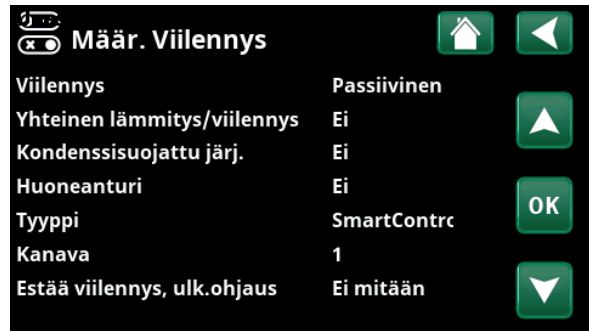 Määr. Viilennys
Viilennys Passiivinen
Yhteinen lämmitys/viilennys Ei
Kondenssisuojattu järj. Ei
Huoneanturi Ei
Tyyppi SmartContro
Kanava 1
Estää viilennys, ulk.ohjaus Ei mitään
OK